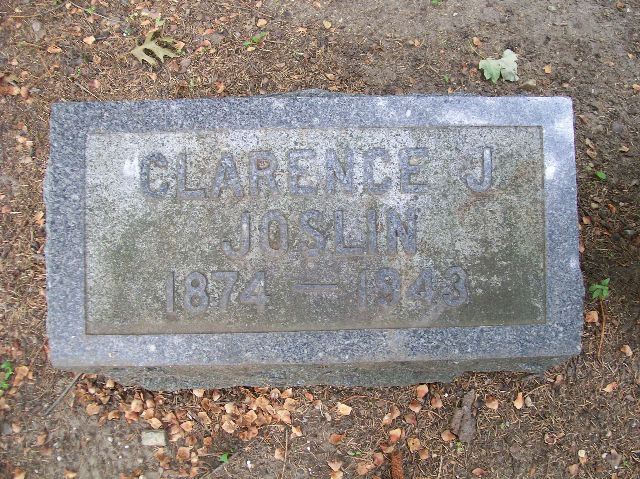 CLARENCE J
JOSLIN
1874 — 1943